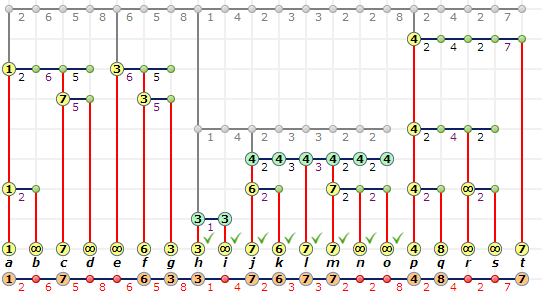 2 6 5 8 6 5 8 1 4 2 3 3 2 2 8 2 4 2 7
4
2 4 2 7
1 3
2 6 5 6 5
7 3
5 5
4
1 4 2 3 3 2 2 2 4 2
4 4 4 4 4 4
2 3 3 2 2
1 6 7 4 ∞
2 2 2 2 2 2
3 3
1
1 ∞ 7 ∞ ∞ 6 3 3 ✓ ∞ ✓ 7 ✓ 6 ✓ 7 ✓ 7 ✓ ∞ ✓ ∞ ✓ 4 8 ∞ ∞ 7
a b c d e f g h i j k l m n o p q r s t
1 7 6 3 3 7 6 7 7 4 8 7
2 6 5 8 6 5 8 1 4 2 3 3 2 2 8 2 4 2 7